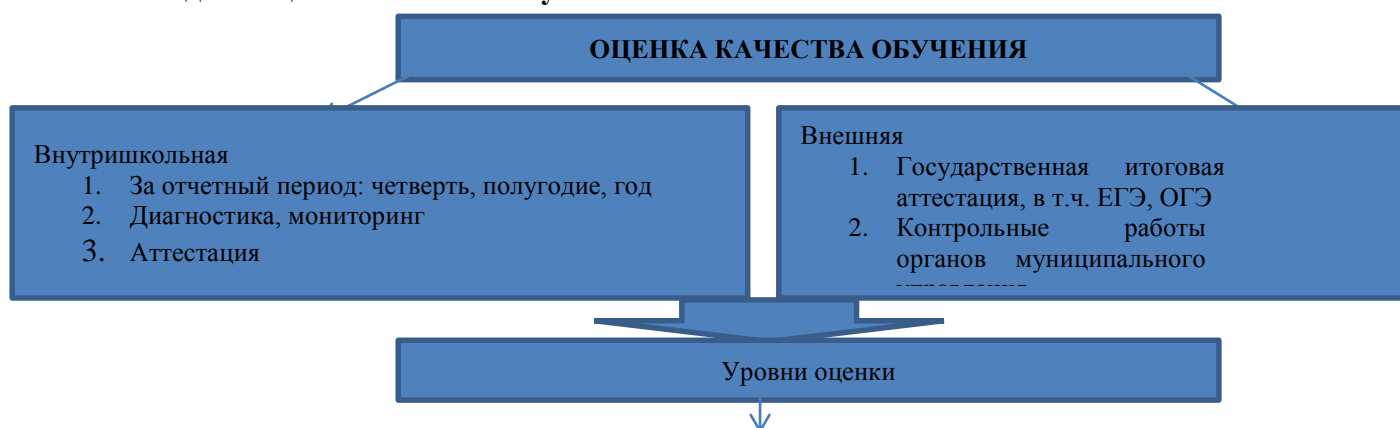 ОЦЕНКА КАЧЕСТВА ОБУЧЕНИЯ
Внутришкольная
1. За отчетный период: четверть, полугодие, год
2. Диагностика, мониторинг
3. Аттестация
Внешняя
1. Государственная итоговая
аттестация, в т.ч. ЕГЭ, ОГЭ
2. Контрольные работы
органов муниципального
Уровни оценки